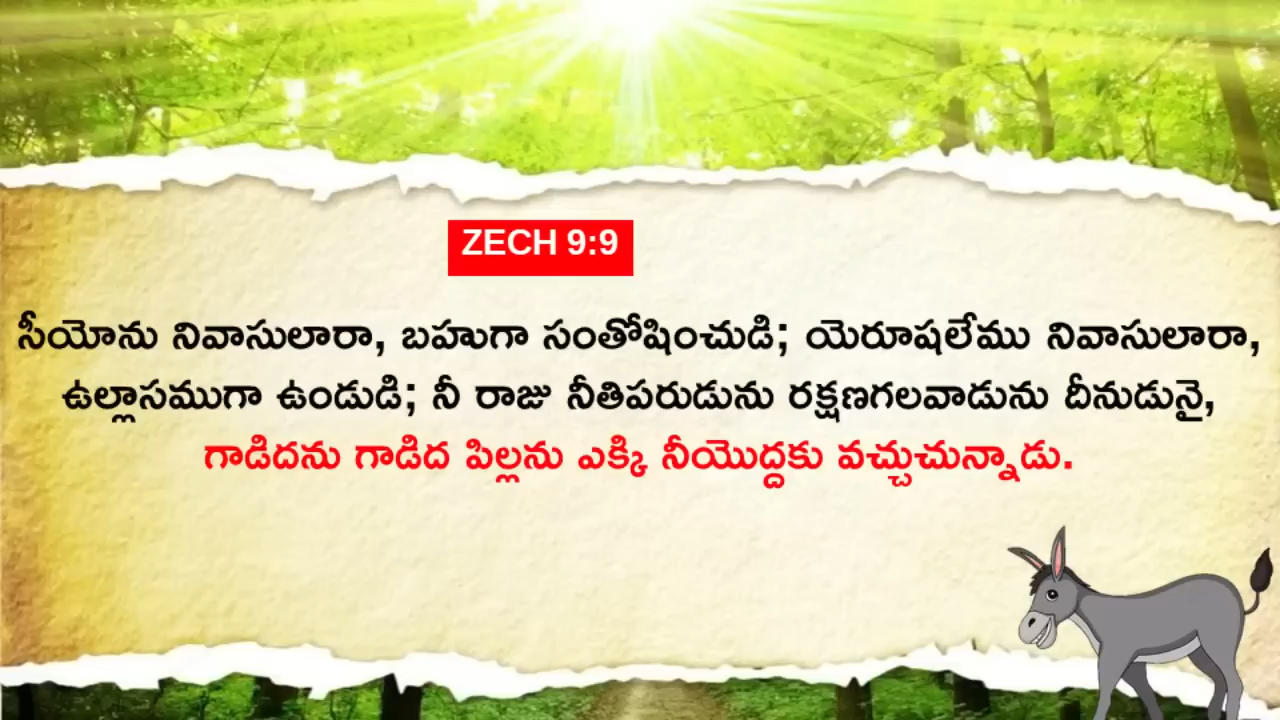 ZECH 9:9
సీయోను నివాసులారా, బహుగా సంతోషించుడి; యెరూషలేము నివాసులారా,
ఉల్లాసముగా ఉండుడి; నీ రాజు నీతిపరుడును రక్షణగలవాడును దీనుడునై,
గాడిదను గాడిద పిల్లను ఎక్కి నీయొద్దకు వచ్చుచున్నాడు.